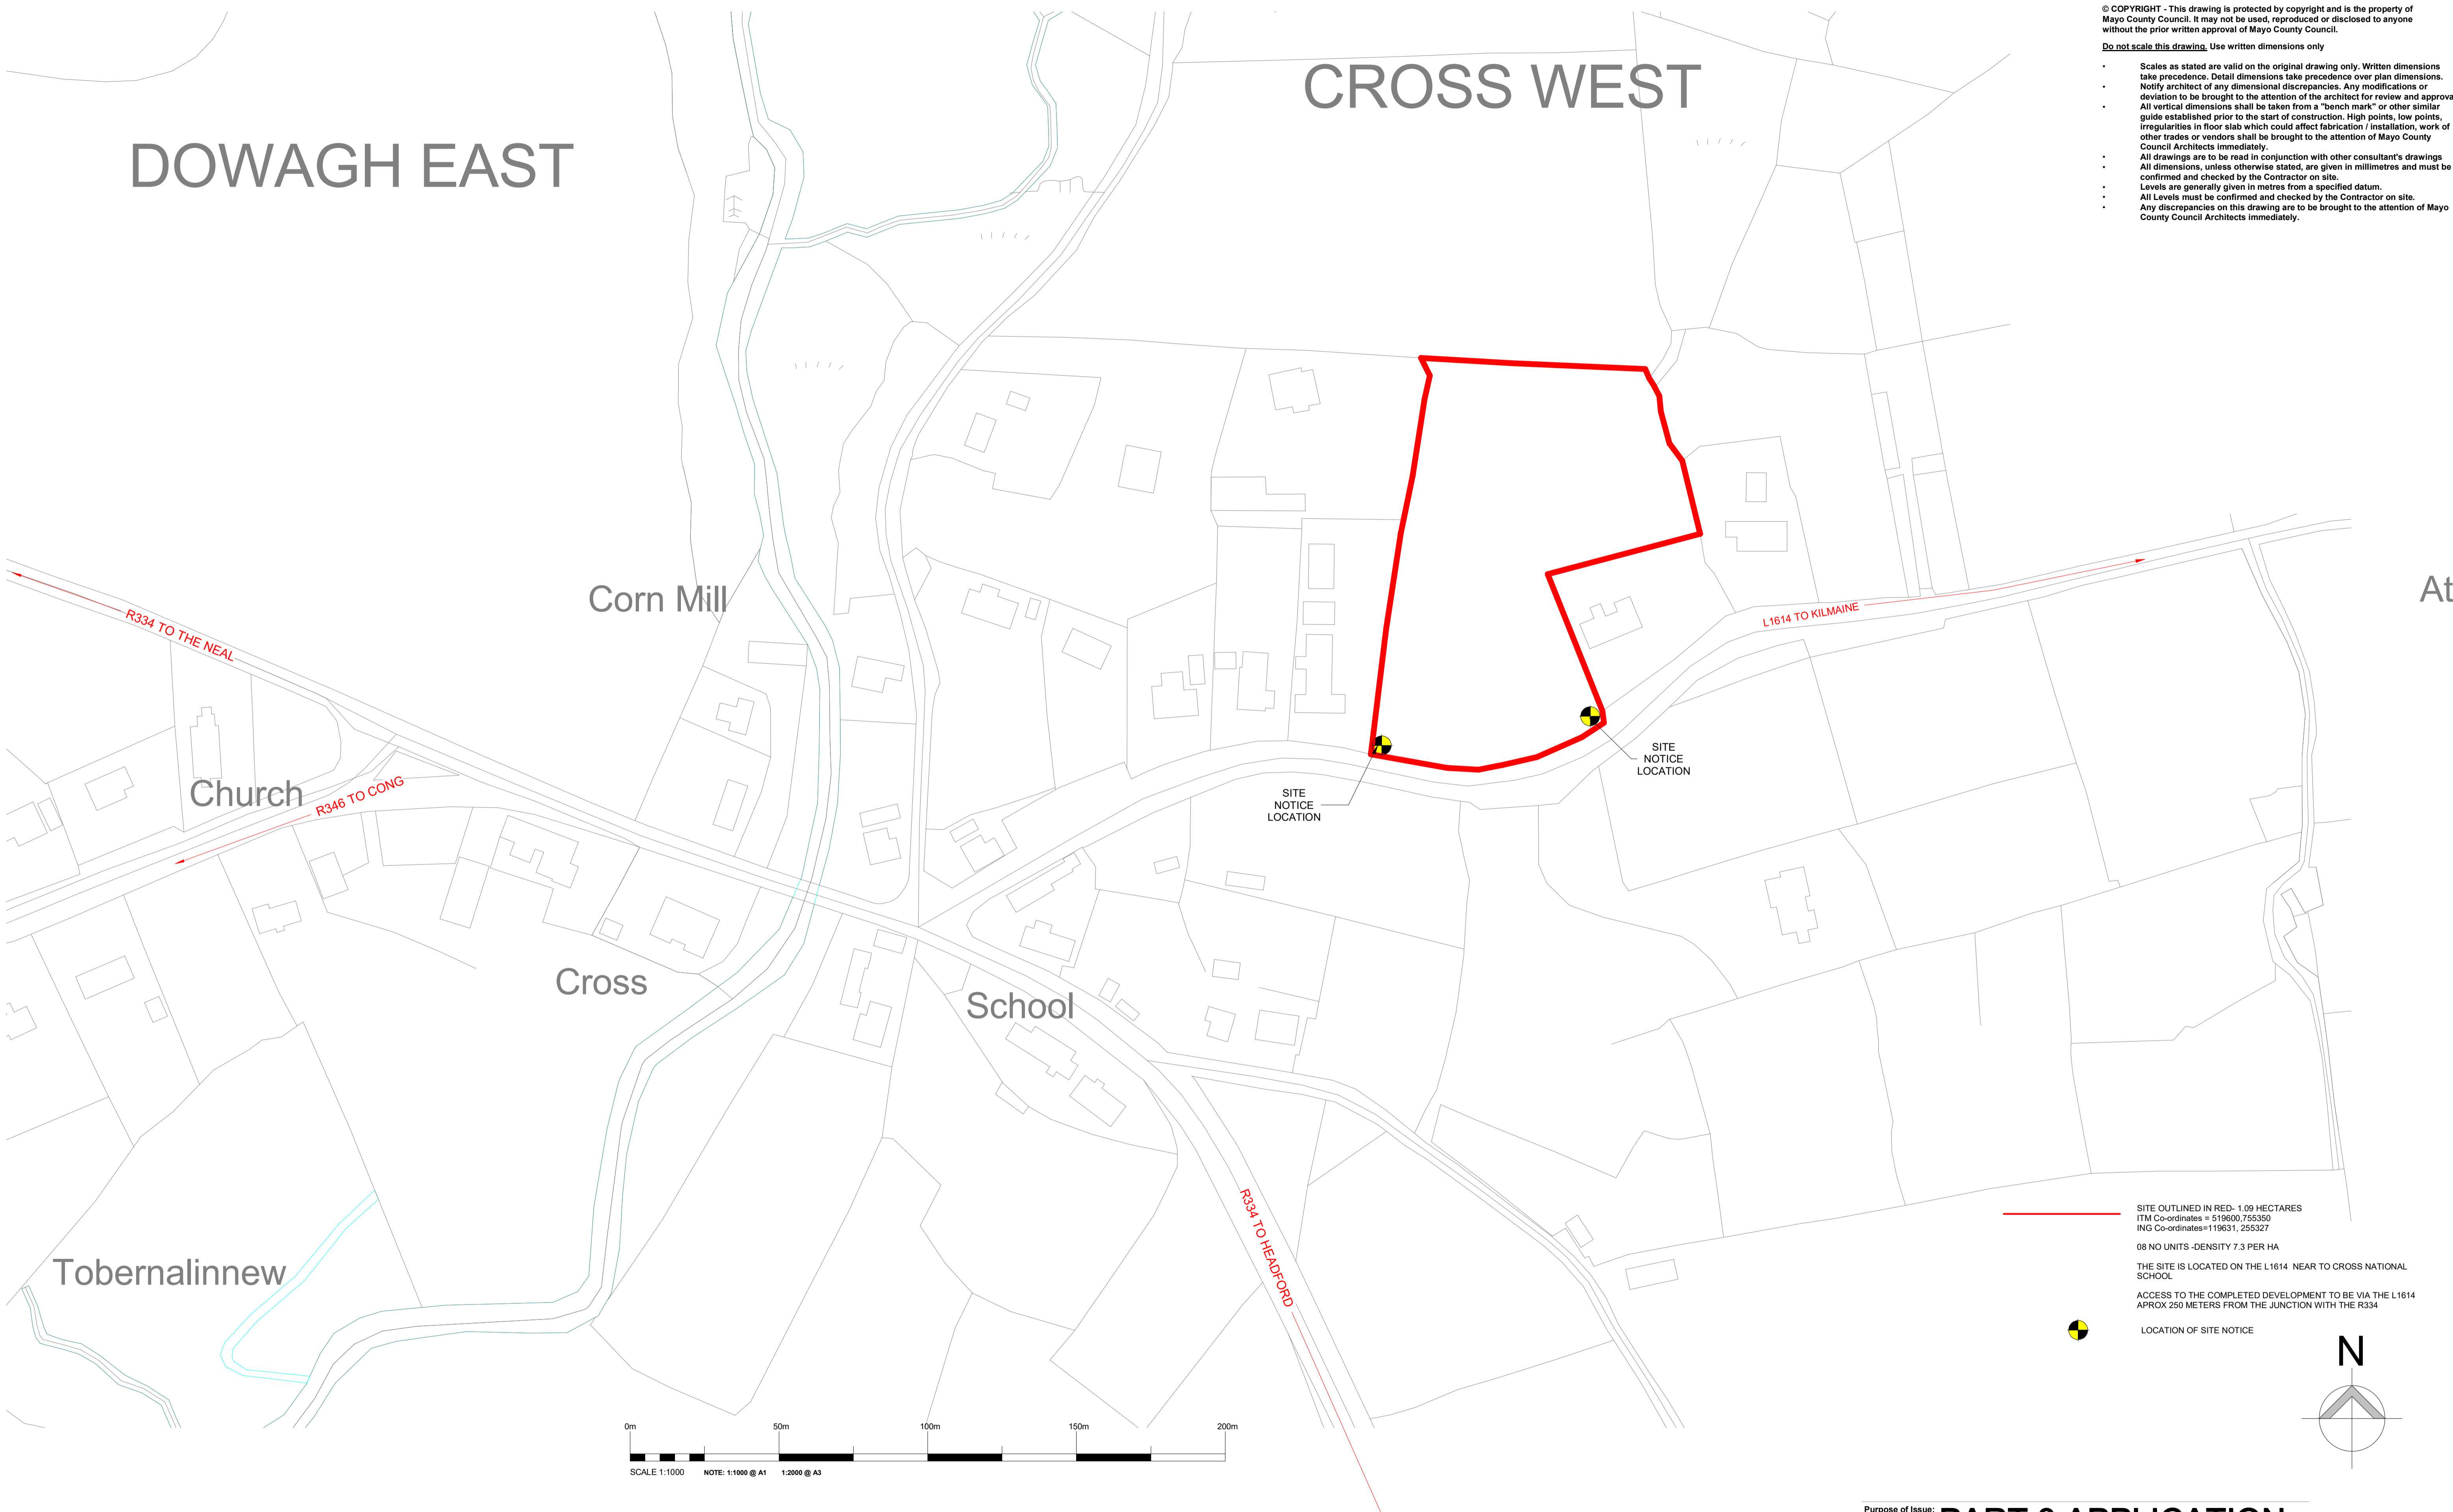 © COPYRIGHT - This drawing is protected by copyright and is the property of
Mayo County Council. It may not be used, reproduced or disclosed to anyone
without the prior written approval of Mayo County Council.
Do not scale this drawing. Use written dimensions only
• Scales as stated are valid on the original drawing only. Written dimensions
take precedence. Detail dimensions take precedence over plan dimensions.
• Notify architect of any dimensional discrepancies. Any modifications or
deviation to be brought to the attention of the architect for review and approva
• All vertical dimensions shall be taken from a "bench mark" or other similar
guide established prior to the start of construction. High points, low points,
irregularities in floor slab which could affect fabrication / installation, work of
other trades or vendors shall be brought to the attention of Mayo County
Council Architects immediately.
• All drawings are to be read in conjunction with other consultant's drawings
• All dimensions, unless otherwise stated, are given in millimetres and must be
confirmed and checked by the Contractor on site.
• Levels are generally given in metres from a specified datum.
• All Levels must be confirmed and checked by the Contractor on site.
• Any discrepancies on this drawing are to be brought to the attention of Mayo
County Council Architects immediately.
CROSS WEST
DOWAGH EAST
Corn Mill
At
R334 TO THE NEAL
L1614 TO KILMAINE
SITE
NOTICE
LOCATION
SITE
NOTICE
LOCATION
Church
R346 TO CONG
Cross
School
R334 TO HEADFORD
Tobernalinnew
SITE OUTLINED IN RED- 1.09 HECTARES
ITM Co-ordinates = 519600,755350
ING Co-ordinates=119631, 255327
08 NO UNITS -DENSITY 7.3 PER HA
THE SITE IS LOCATED ON THE L1614 NEAR TO CROSS NATIONAL
SCHOOL
ACCESS TO THE COMPLETED DEVELOPMENT TO BE VIA THE L1614
APROX 250 METERS FROM THE JUNCTION WITH THE R334
LOCATION OF SITE NOTICE
N
0m 50m 100m 150m 200m
SCALE 1:1000 NOTE: 1:1000 @ A1 1:2000 @ A3
Purpose of Issue:
PART 8 APPLICATION